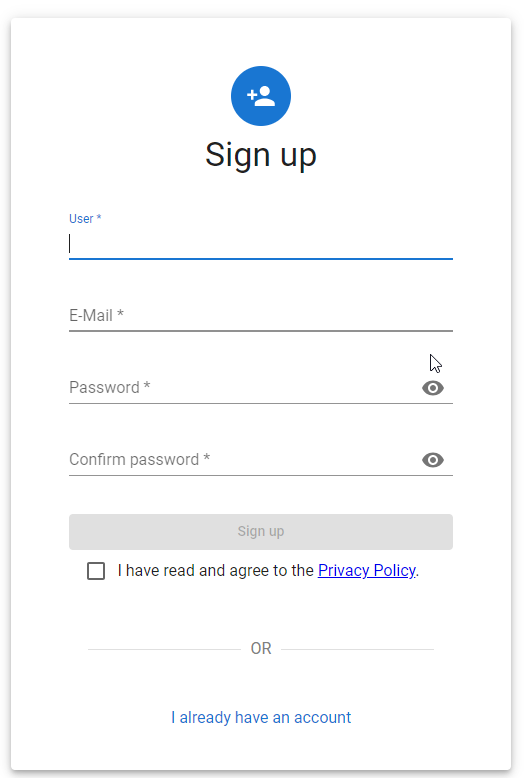 Sign up
User *
E-Mail *
Password *
Confirm password *
Sign up
I have read and agree to the Privacy Policy.
OR
I already have an account